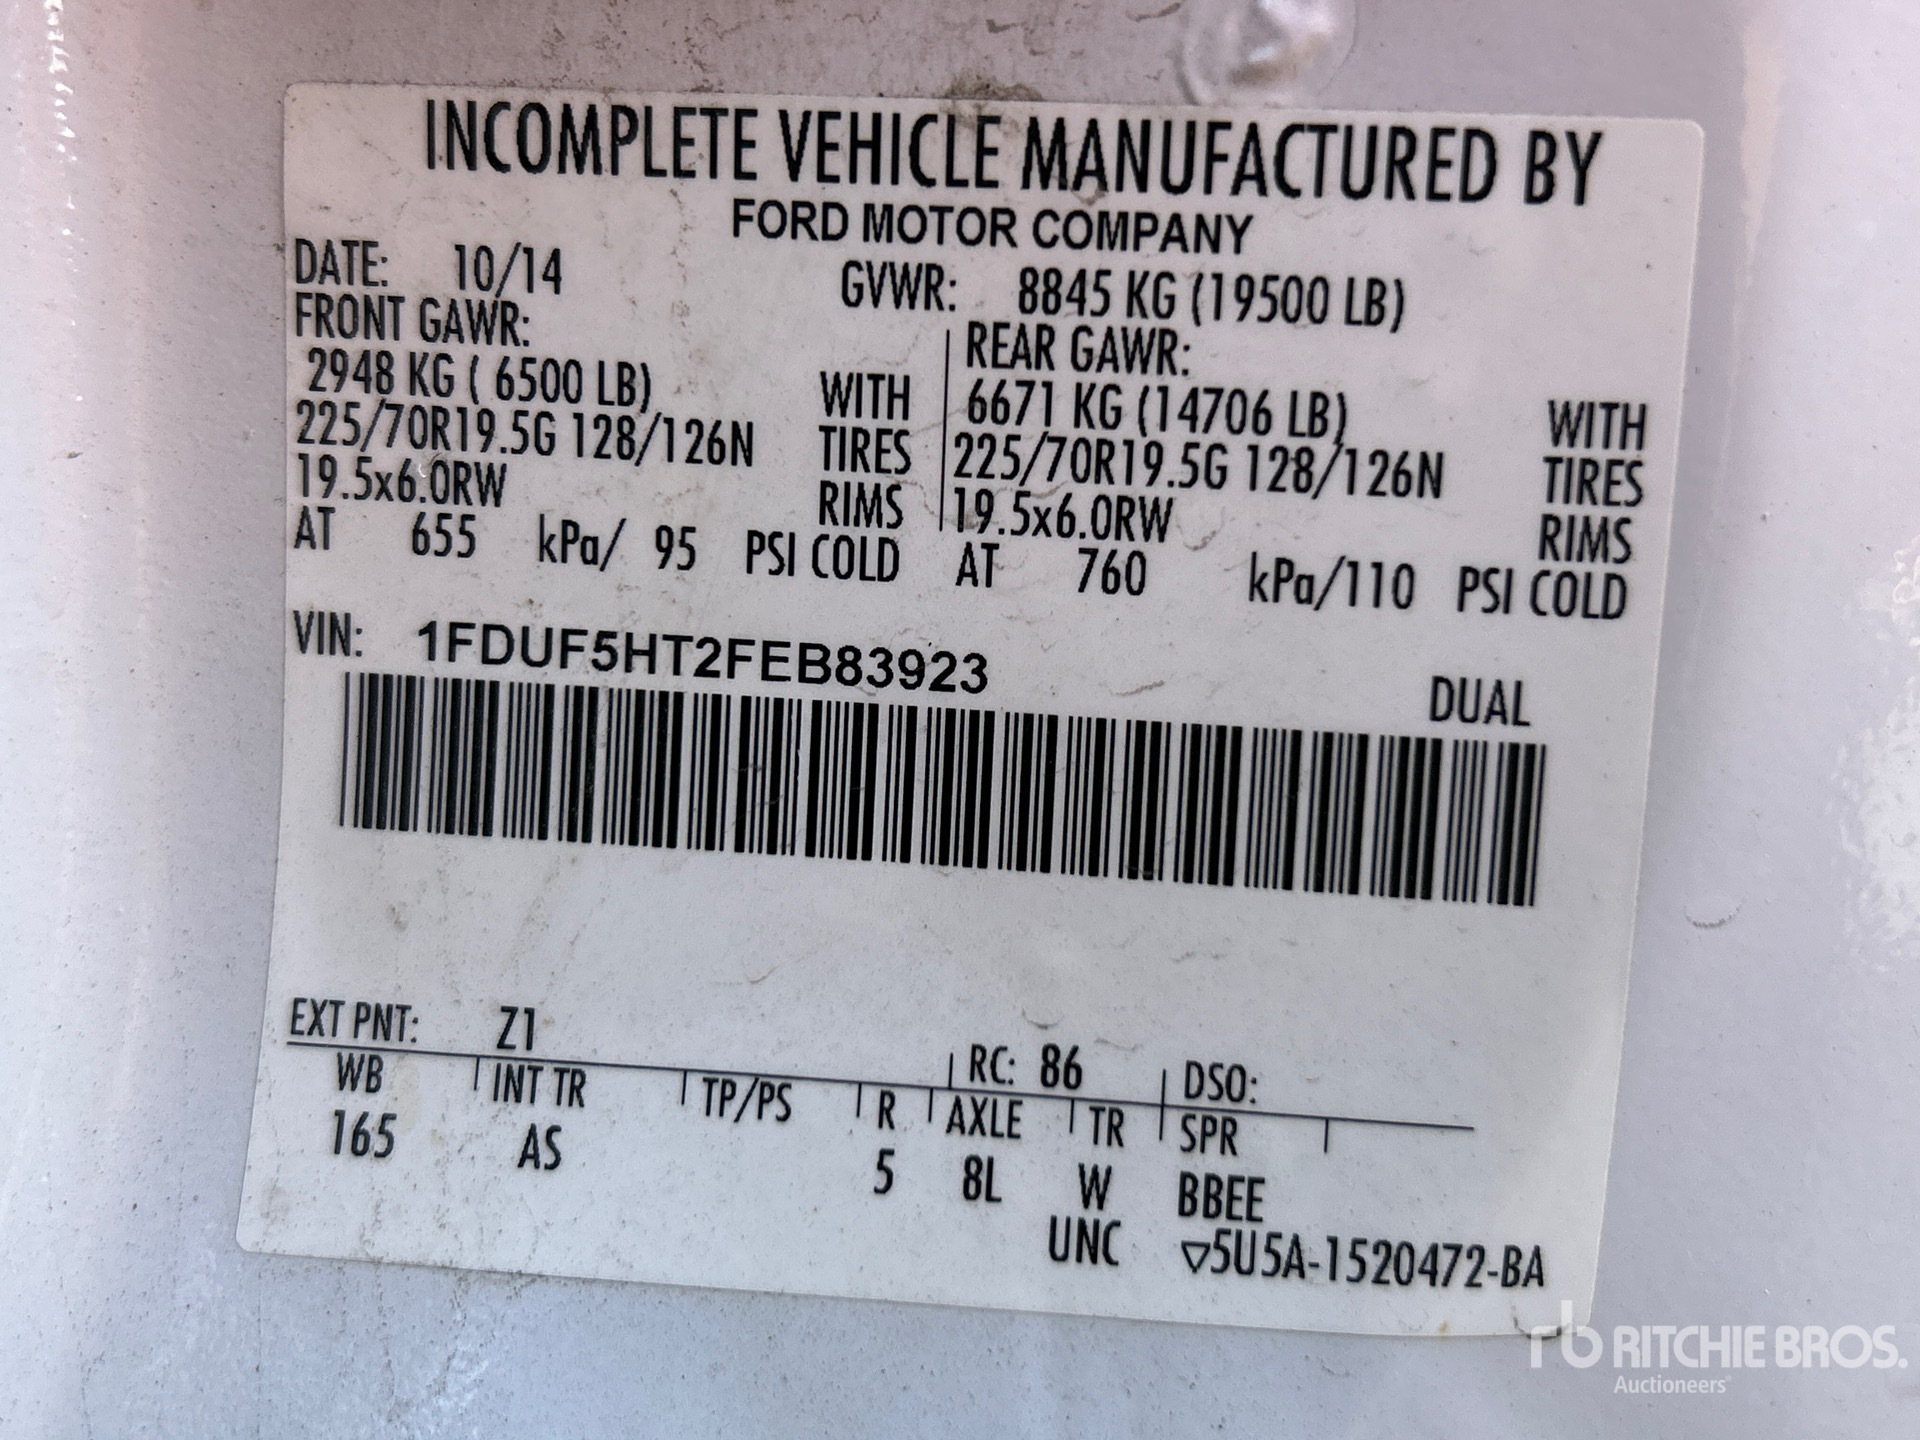 INCOMPLETE VEHICLE MANUFACTURED BY
FORD MOTOR COMPANY
DATE: 10/14 GVWR: 8845 KG (19500 LB)
FRONT GAWR: REAR GAWR:
2948 KG ( 6500 LB) WITH 6671 KG (14706 LB) WITH
225/70R19.5G 128/126N TIRES 225/70R19.5G 128/126N TIRES
19.5x6.0RW RIMS 19.5x6.0RW RIMS
AT 655 kPa/ 95 PSI COLD AT 760 kPa/110 PSI COLD
VIN: 1FDUF5HT2FEB83923
DUAL
EXT PNT: Z1 RC: 86 DSO:
WB INT TR TP/PS R AXLE TR SPR
165 AS 5 8L W BBEE
UNC ▽5U5A-1520472-BA
rb RITCHIE BROS.
Auctioneers